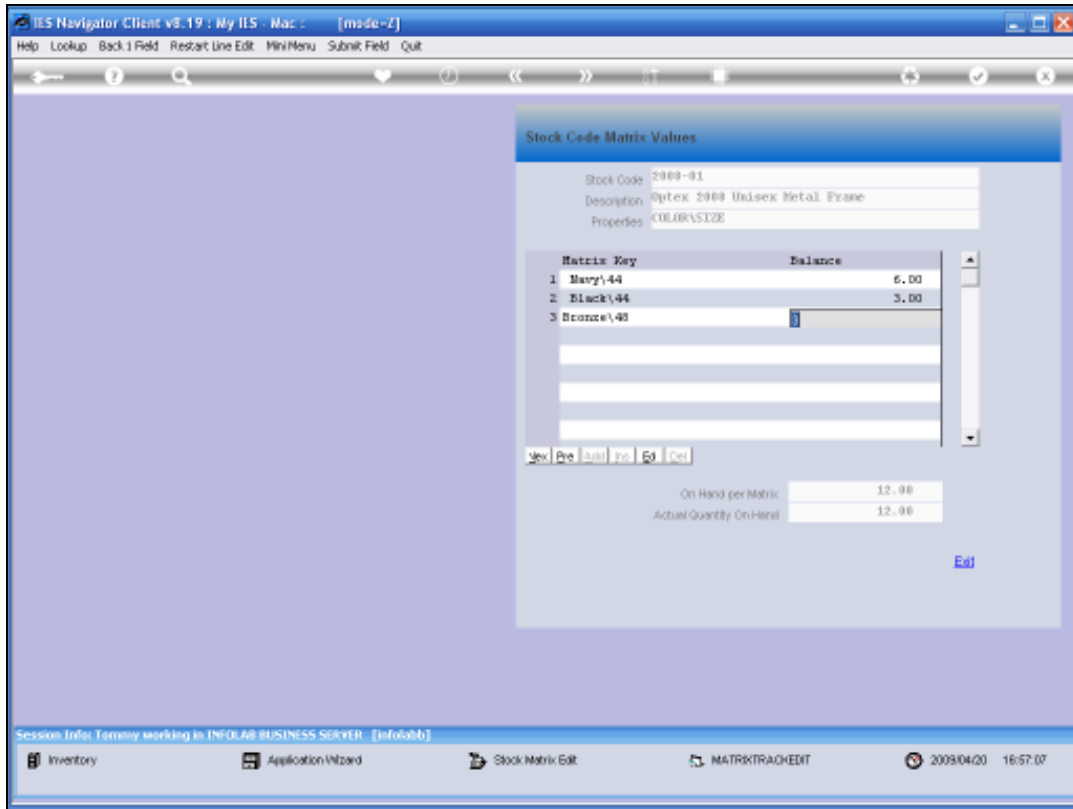 IES Navigator Client v8.19 : My IES - Mac : [mode=Z]
Help Lookup Back 1 Field Restart Line Edit MiniMenu Submit Field Quit
Stock Code Matrix Values
Stock Code 2000-01
Description Optex 2000 Unisex Metal Frame
Properties COLOR\SIZE
Matrix Key Balance
1 Navy\44 6.00
2 Black\44 3.00
3 Bronze\48 3
Nex Pre Add Ins Ed Del
On Hand per Matrix 12.00
Actual Quantity On Hand 12.00
Exit
Session Info: Tommy working in INFOLAB BUSINESS SERVER [infolabb]
Inventory Application Wizard Stock Matrix Edit MATRIXTRACKEDIT 2009/04/20 16:57:07